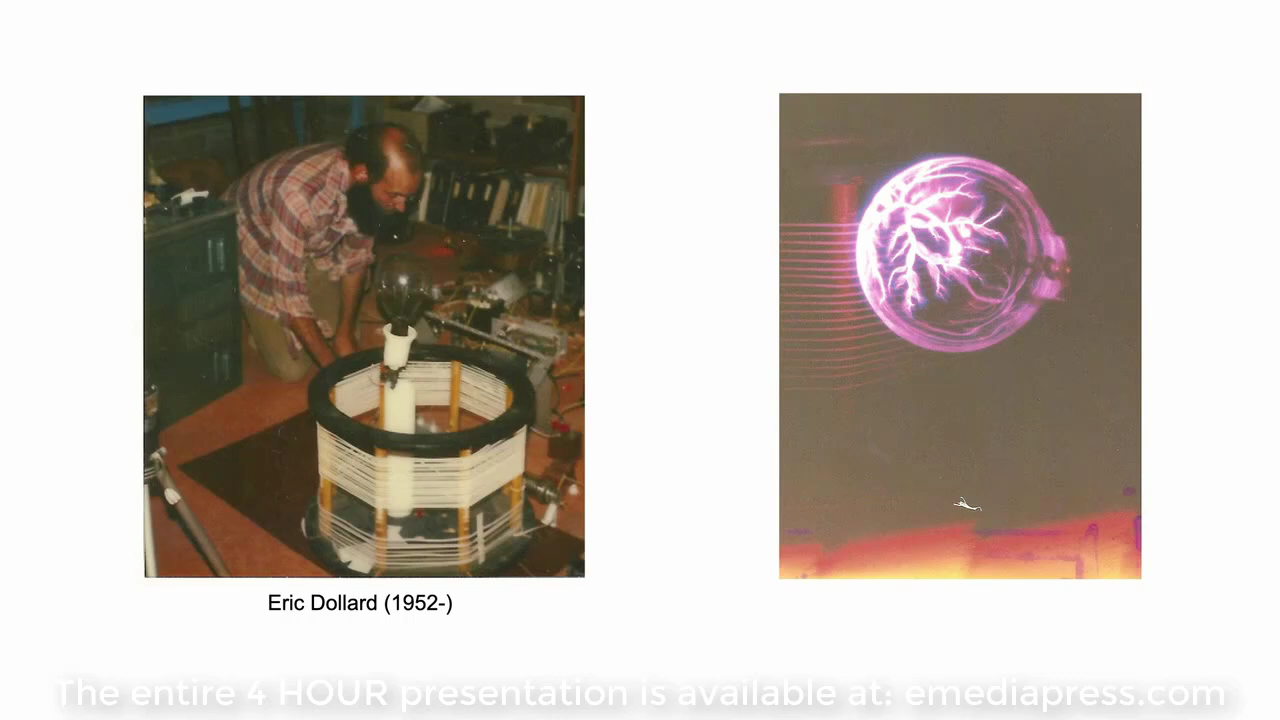 Eric Dollard (1952-)
The entire 4 HOUR presentation is available at: emediapress.com